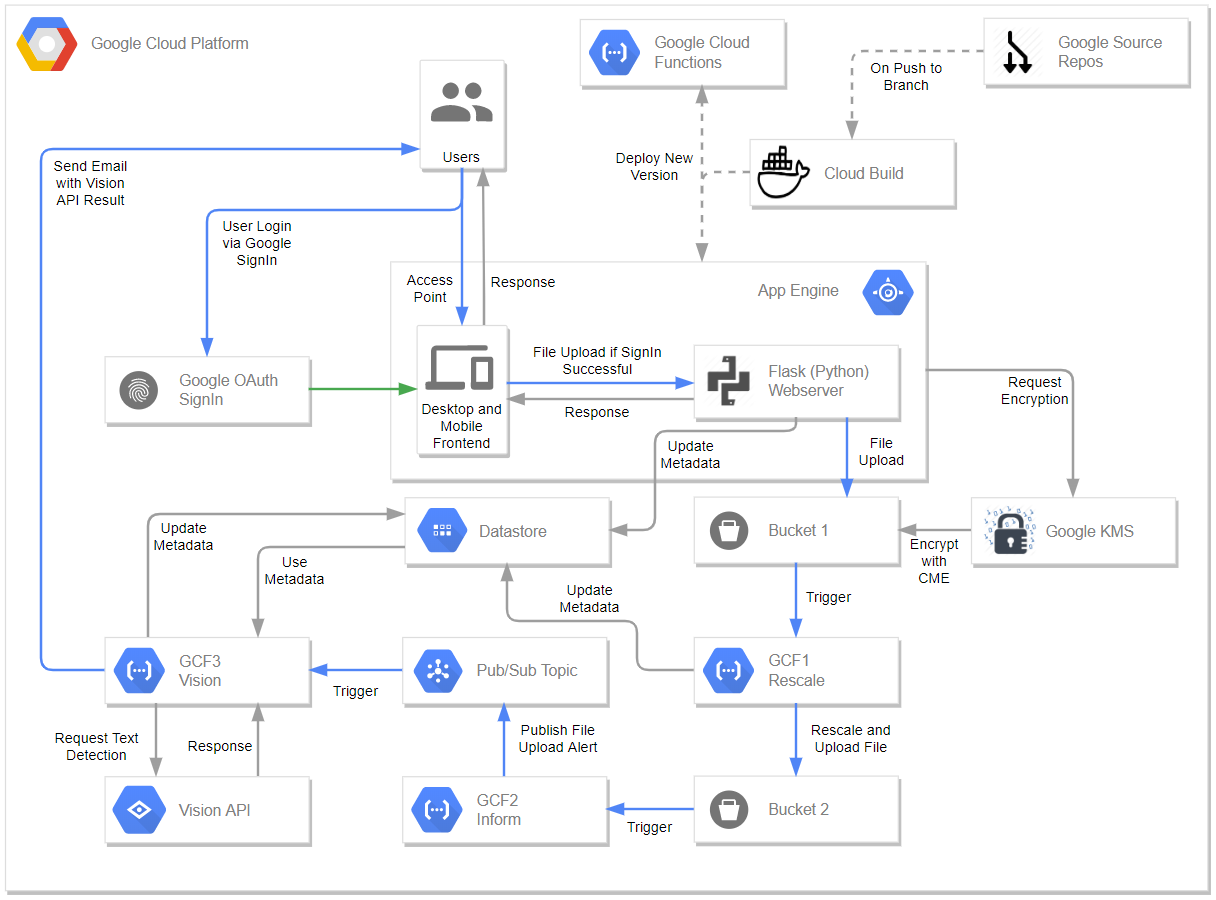 Google Cloud Platform
Google Cloud
Functions
Google Source
Repos
On Push to
Branch
Users
Deploy New
Version
Cloud Build
Send Email
with Vision
API Result
User Login
via Google
SignIn
Access
Point
Response
App Engine
Google OAuth
SignIn
Desktop and
Mobile
Frontend
File Upload if SignIn
Successful
Response
Flask (Python)
Webserver
Request
Encryption
Update
Metadata
File
Upload
Update
Metadata
Datastore
Bucket 1
Encrypt
with
CME
Google KMS
Use
Metadata
Update
Metadata
Trigger
GCF3
Vision
Trigger
Pub/Sub Topic
GCF1
Rescale
Request Text
Detection
Response
Publish File
Upload Alert
Rescale and
Upload File
Vision API
GCF2
Inform
Trigger
Bucket 2